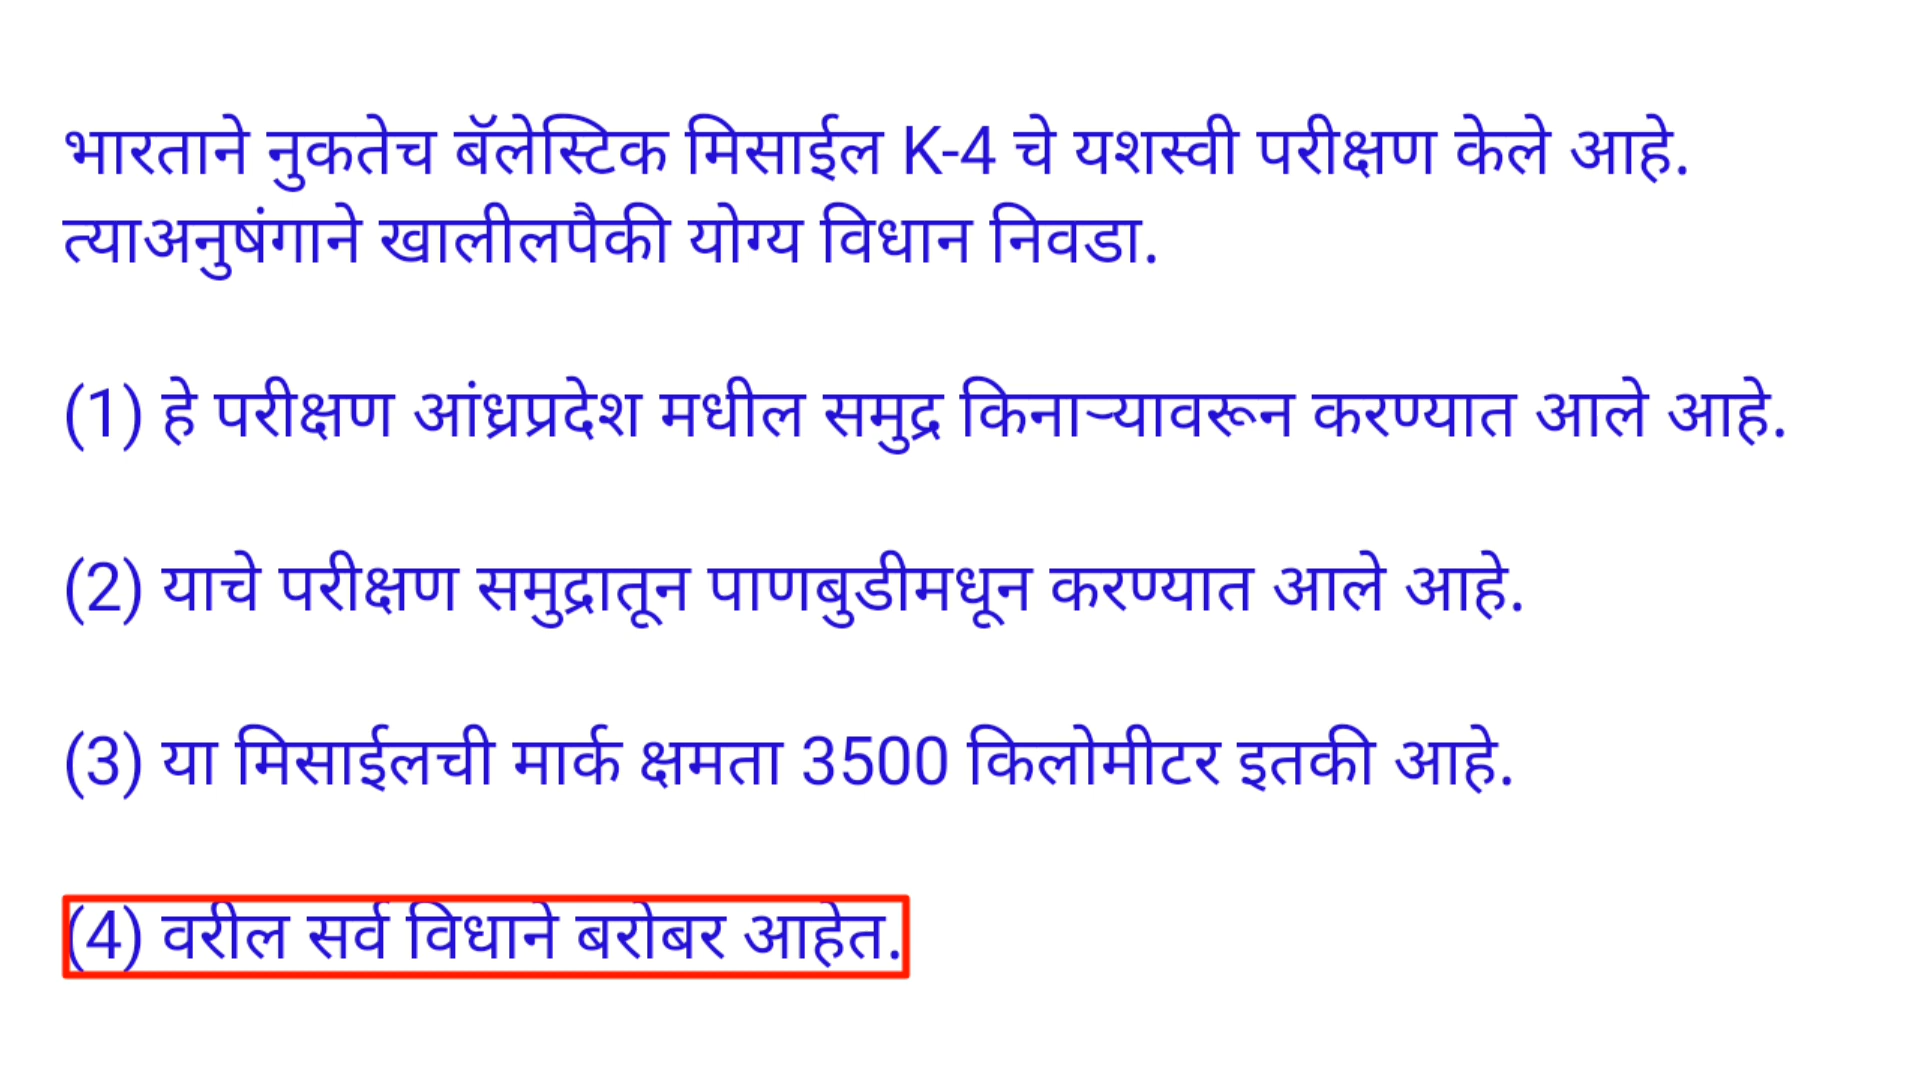 भारताने नुकतेच बॅलेस्टिक मिसाईल K-4 चे यशस्वी परीक्षण केले आहे.
त्याअनुषंगाने खालीलपैकी योग्य विधान निवडा.
(1) हे परीक्षण आंध्रप्रदेश मधील समुद्र किनाऱ्यावरून करण्यात आले आहे.
(2) याचे परीक्षण समुद्रातून पाणबुडीमधून करण्यात आले आहे.
(3) या मिसाईलची मार्क क्षमता 3500 किलोमीटर इतकी आहे.
(4) वरील सर्व विधाने बरोबर आहेत.